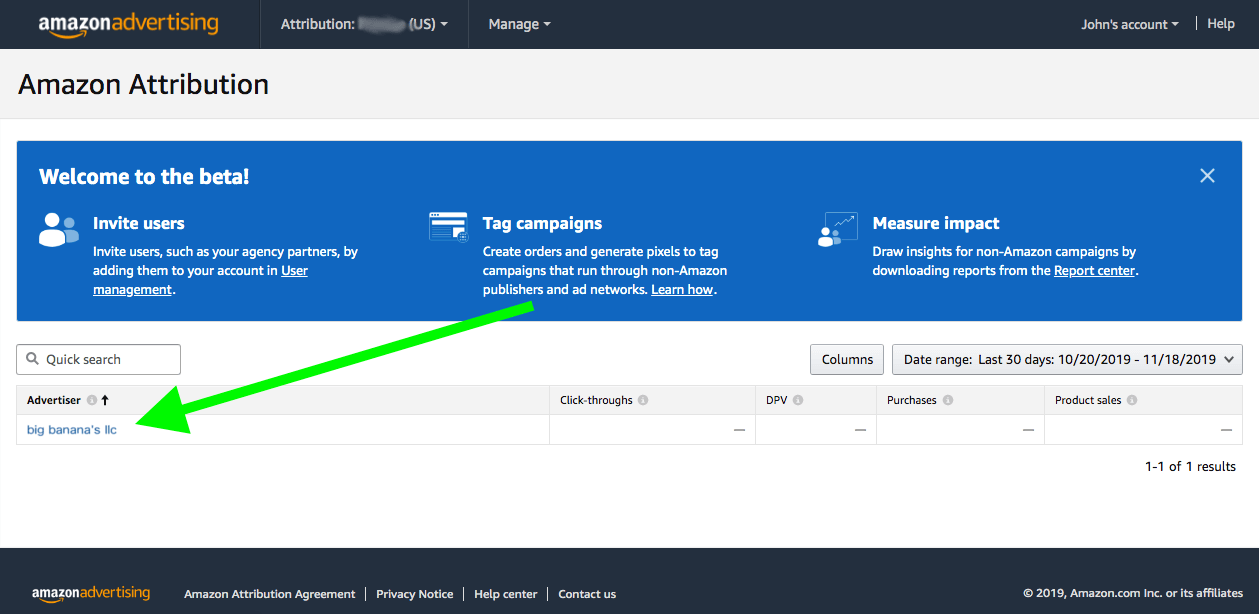 amazonadvertising
Attribution: (US)
Manage
John's account
Help
Amazon Attribution
Welcome to the beta!
Invite users
Invite users, such as your agency partners, by
adding them to your account in User
management.
Tag campaigns
Create orders and generate pixels to tag
campaigns that run through non-Amazon
publishers and ad networks. Learn how.
Measure impact
Draw insights for non-Amazon campaigns by
downloading reports from the Report center.
Quick search
Columns
Date range: Last 30 days: 10/20/2019 - 11/18/2019
Advertiser
Click-throughs
DPV
Purchases
Product sales
big banana's llc
—
—
—
—
1-1 of 1 results
amazonadvertising
Amazon Attribution Agreement
Privacy Notice
Help center
Contact us
© 2019, Amazon.com Inc. or its affiliates